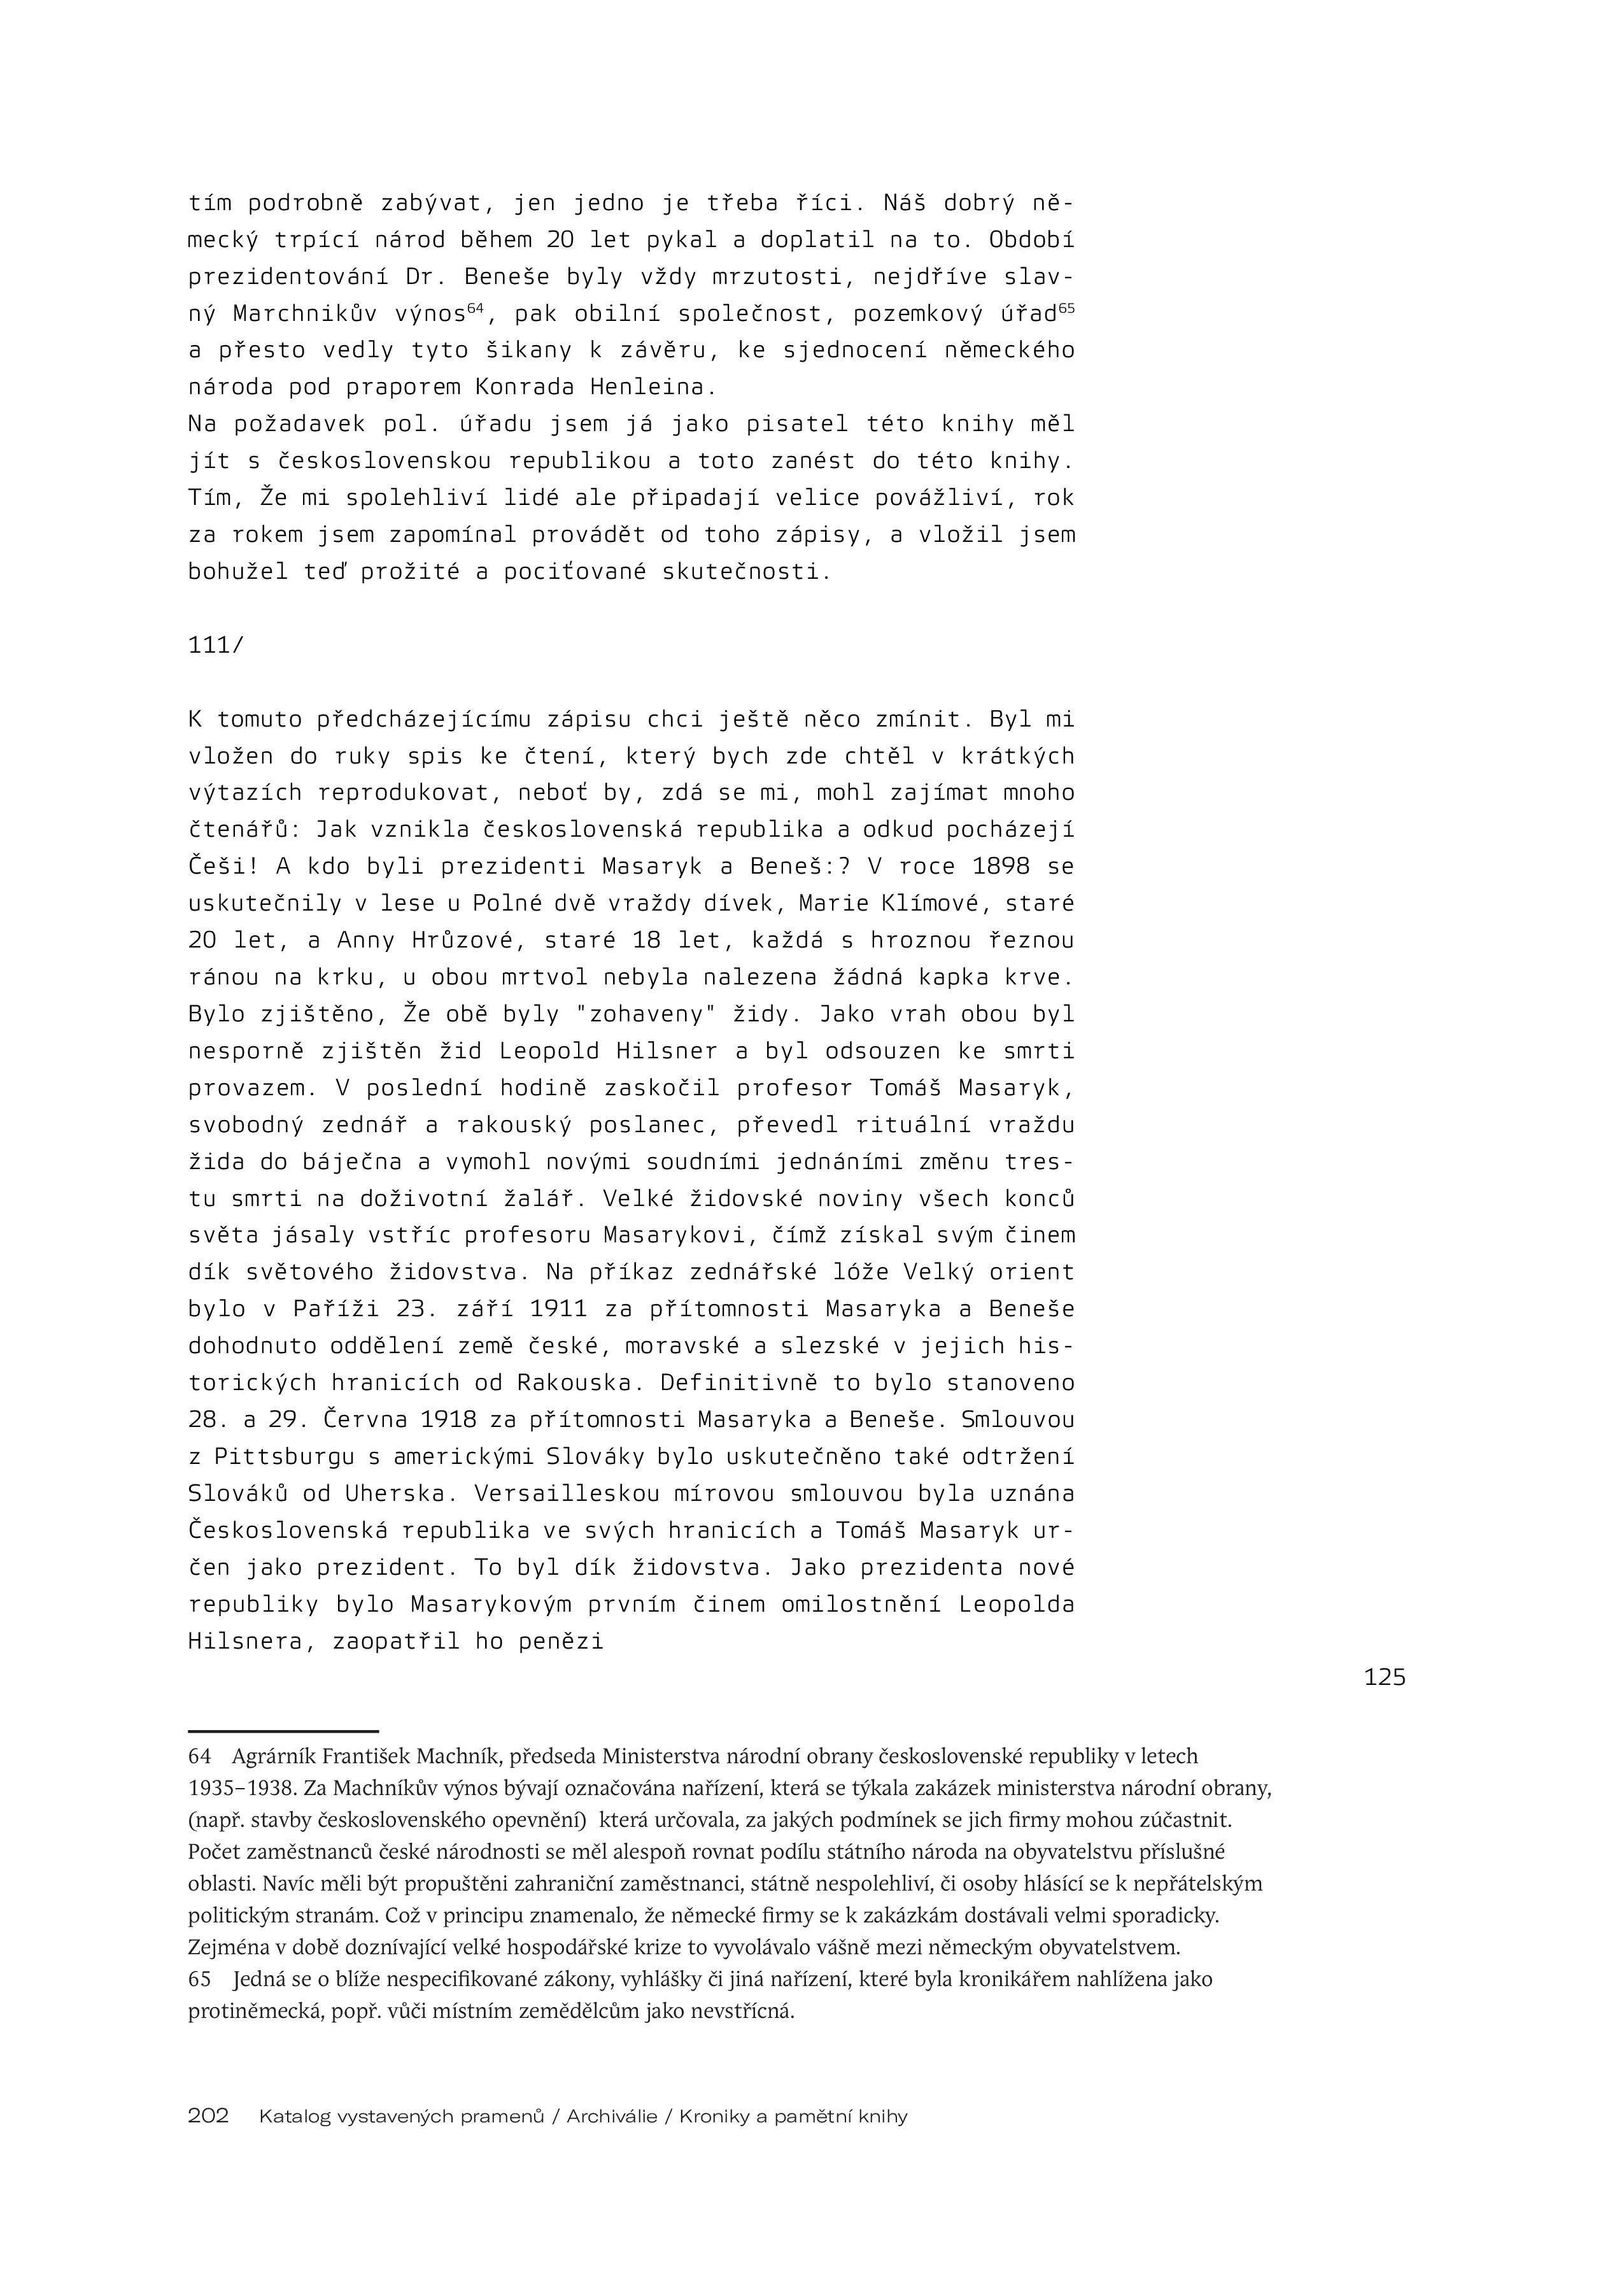 tím podrobně zabývat, jen jedno je třeba říci. Náš dobrý ně-
mecký trpící národ během 20 let pykal a doplatil na to. Období
prezidentování Dr. Beneše byly vždy mrzutosti, nejdříve slav-
ný Marchnikův výnos64, pak obilní společnost, pozemkový úřad65
a přesto vedly tyto šikany k závěru, ke sjednocení německého
národa pod praporem Konrada Henleina.
Na požadavek pol. úřadu jsem já jako pisatel této knihy měl
jít s československou republikou a toto zanést do této knihy.
Tím, Že mi spolehliví lidé ale připadají velice povážliví, rok
za rokem jsem zapomínal provádět od toho zápisy, a vložil jsem
bohužel teď prožité a pociťované skutečnosti.
111/
K tomuto předcházejícímu zápisu chci ještě něco zmínit. Byl mi
vložen do ruky spis ke čtení, který bych zde chtěl v krátkých
výtazích reprodukovat, neboť by, zdá se mi, mohl zajímat mnoho
čtenářů: Jak vznikla československá republika a odkud pocházejí
Češi! A kdo byli prezidenti Masaryk a Beneš:? V roce 1898 se
uskutečnily v lese u Polné dvě vraždy dívek, Marie Klímové, staré
20 let, a Anny Hrůzové, staré 18 let, každá s hroznou řeznou
ránou na krku, u obou mrtvol nebyla nalezena žádná kapka krve.
Bylo zjištěno, Že obě byly "zohaveny" židy. Jako vrah obou byl
nesporně zjištěn žid Leopold Hilsner a byl odsouzen ke smrti
provazem. V poslední hodině zaskočil profesor Tomáš Masaryk,
svobodný zednář a rakouský poslanec, převedl rituální vraždu
žida do báječna a vymohl novými soudními jednáními změnu tres-
tu smrti na doživotní žalář. Velké židovské noviny všech konců
světa jásaly vstříc profesoru Masarykovi, čímž získal svým činem
dík světového židovstva. Na příkaz zednářské lóže Velký orient
bylo v Paříži 23. září 1911 za přítomnosti Masaryka a Beneše
dohodnuto oddělení země české, moravské a slezské v jejich his-
torických hranicích od Rakouska. Definitivně to bylo stanoveno
28. a 29. Června 1918 za přítomnosti Masaryka a Beneše. Smlouvou
z Pittsburgu s americkými Slováky bylo uskutečněno také odtržení
Slováků od Uherska. Versailleskou mírovou smlouvou byla uznána
Československá republika ve svých hranicích a Tomáš Masaryk ur-
čen jako prezident. To byl dík židovstva. Jako prezidenta nové
republiky bylo Masarykovým prvním činem omilostnění Leopolda
Hilsnera, zaopatřil ho penězi
125
64 Agrárník František Machník, předseda Ministerstva národní obrany československé republiky v letech
1935–1938. Za Machníkův výnos bývají označována nařízení, která se týkala zakázek ministerstva národní obrany,
(např. stavby československého opevnění) která určovala, za jakých podmínek se jich firmy mohou zúčastnit.
Počet zaměstnanců české národnosti se měl alespoň rovnat podílu státního národa na obyvatelstvu příslušné
oblasti. Navíc měli být propuštěni zahraniční zaměstnanci, státně nespolehliví, či osoby hlásící se k nepřátelským
politickým stranám. Což v principu znamenalo, že německé firmy se k zakázkám dostávali velmi sporadicky.
Zejména v době doznívající velké hospodářské krize to vyvolávalo vášně mezi německým obyvatelstvem.
65 Jedná se o blíže nespecifikované zákony, vyhlášky či jiná nařízení, které byla kronikářem nahlížena jako
protiněmecká, popř. vůči místním zemědělcům jako nevstřícná.
202 Katalog vystavených pramenů / Archiválie / Kroniky a pamětní knihy